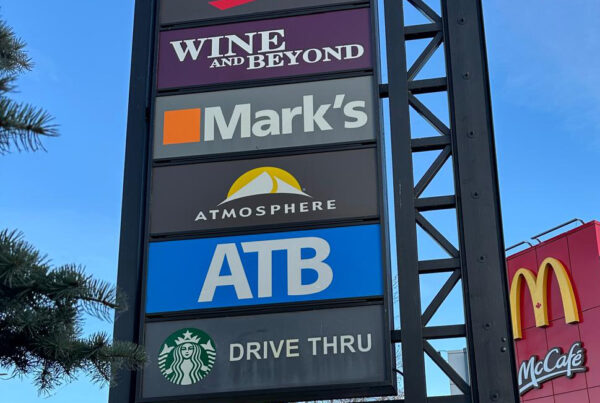 WINE
AND BEYOND
Mark's
ATMOSPHERE
ATB
DRIVE THRU
McCafé